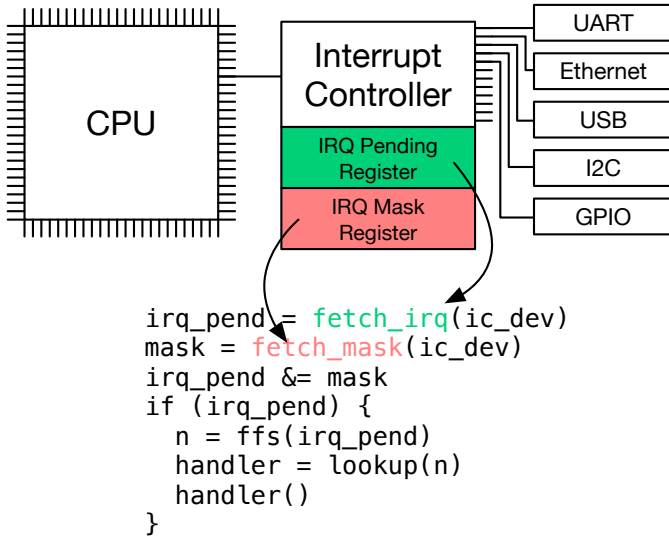 CPU
Interrupt
Controller
IRQ Pending
Register
IRQ Mask
Register
UART
Ethernet
USB
I2C
GPIO
irq_pend = fetch_irq(ic_dev)
mask = fetch_mask(ic_dev)
irq_pend &= mask
if (irq_pend) {
  n = ffs(irq_pend)
  handler = lookup(n)
  handler()
}